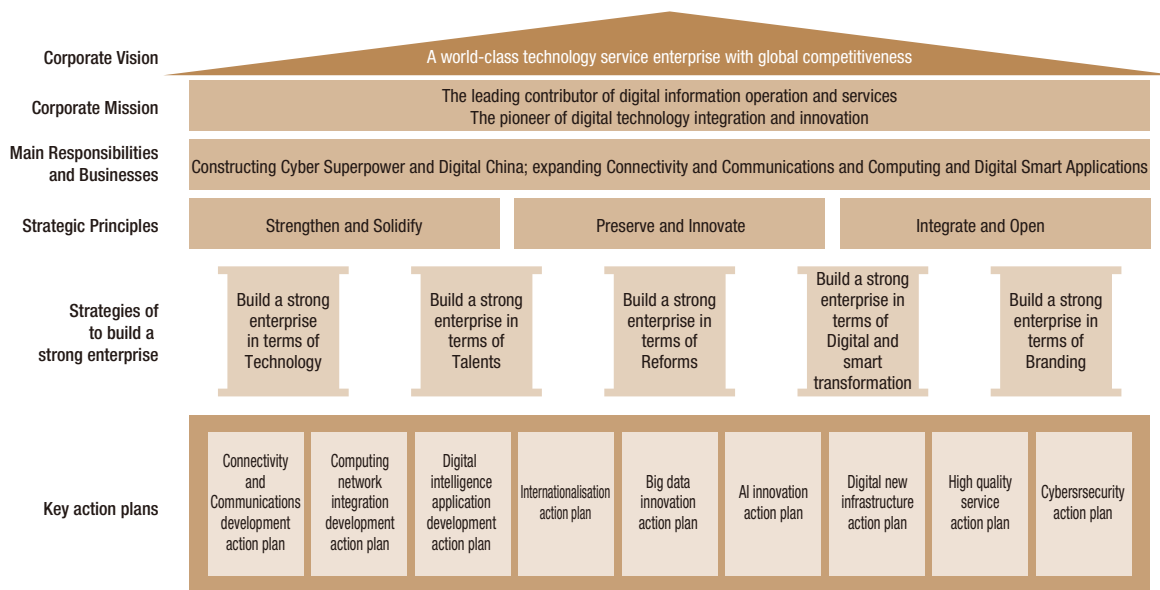 Corporate Vision
A world-class technology service enterprise with global competitiveness
Corporate Mission
The leading contributor of digital information operation and services
The pioneer of digital technology integration and innovation
Main Responsibilities
and Businesses
Constructing Cyber Superpower and Digital China; expanding Connectivity and Communications and Computing and Digital Smart Applications
Strategic Principles
Strengthen and Solidify
Preserve and Innovate
Integrate and Open
Strategies of
to build a
strong enterprise
Build a strong
enterprise
in terms of
Technology
Build a strong
enterprise in
terms of
Talents
Build a strong
enterprise in
terms of
Reforms
Build a strong
enterprise in
terms of
Digital and
smart
transformation
Build a strong
enterprise in
terms of
Branding
Key action plans
Connectivity
and
Communications
development
action plan
Computing
network
integration
development
action plan
Digital
intelligence
application
development
action plan
Internationalisation
action plan
Big data
innovation
action plan
AI innovation
action plan
Digital new
infrastructure
action plan
High quality
service
action plan
Cybersrsecurity
action plan